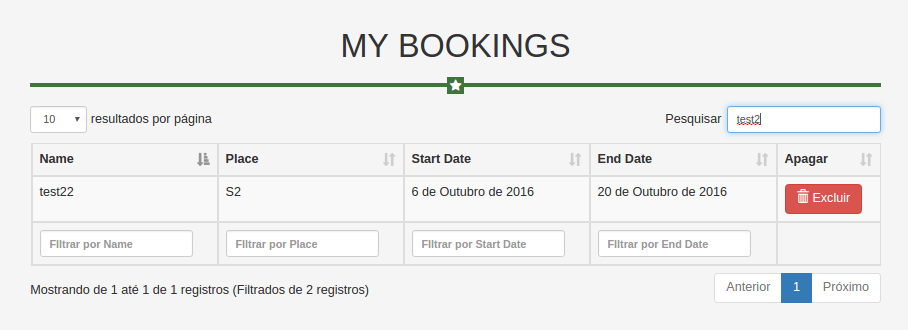 MY BOOKINGS
10 resultados por página Pesquisar test2
Name Place Start Date End Date Apagar
test22 S2 6 de Outubro de 2016 20 de Outubro de 2016 Excluir
FIltrar por Name FIltrar por Place FIltrar por Start Date FIltrar por End Date
Mostrando de 1 até 1 de 1 registros (Filtrados de 2 registros) Anterior 1 Próximo